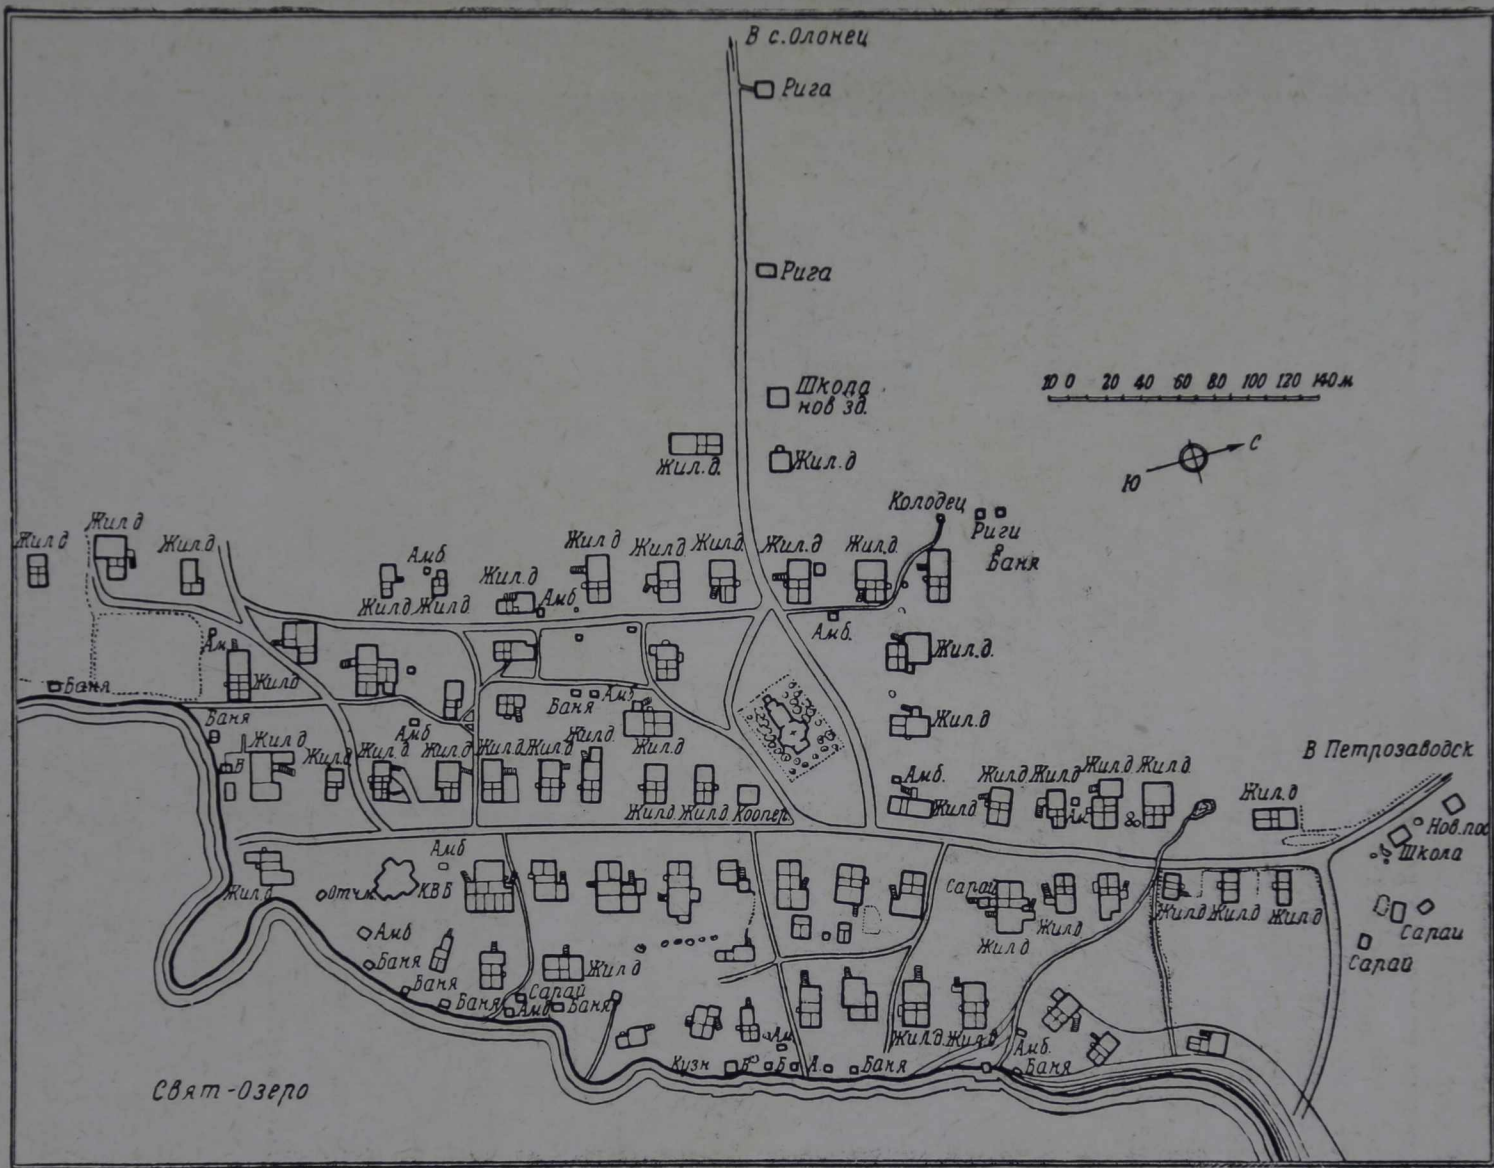 В с. Олонец
Рига
Рига
Школа
нов зд.
10 0 20 40 60 80 100 120 140 м
С
Ю
Жил. д.
Жил. д
Колодец
Риги
Баня
Жил д
Жил д
Жил. д
Амб
Жил. д
Жил д
Жил д
Жил. д
Жил д
Жил д.
Жил.д
Жил.д.
Амб
Амб.
Ам
Жил д
Жил. д.
Баня
Баня
Амб
Жил.д
В Петрозаводск
Баня
Амб
Жил д
Жил д
Жил. д
Жил. д
Жил д
Жил д
Жил д.
Жил д
В
Амб.
Жил д
Жил д
Жил д
Жил д.
Жил д.
Жил. д
Жил д.
Жил д
Коопер.
Нов. пос
Школа
Амб
КВБ
Отчм
Жил. д
Сарай
Жил д
Жил д
Жил д
Жил д
Жил д
Сараи
Сарай
Амб
Баня
Баня
Баня
Жил д
Сарай
Амб
Баня
Жил д.
Жил. д
Ам
Амб.
Баня
Кузн
Б
Б
А
Баня
Свят-Озеро